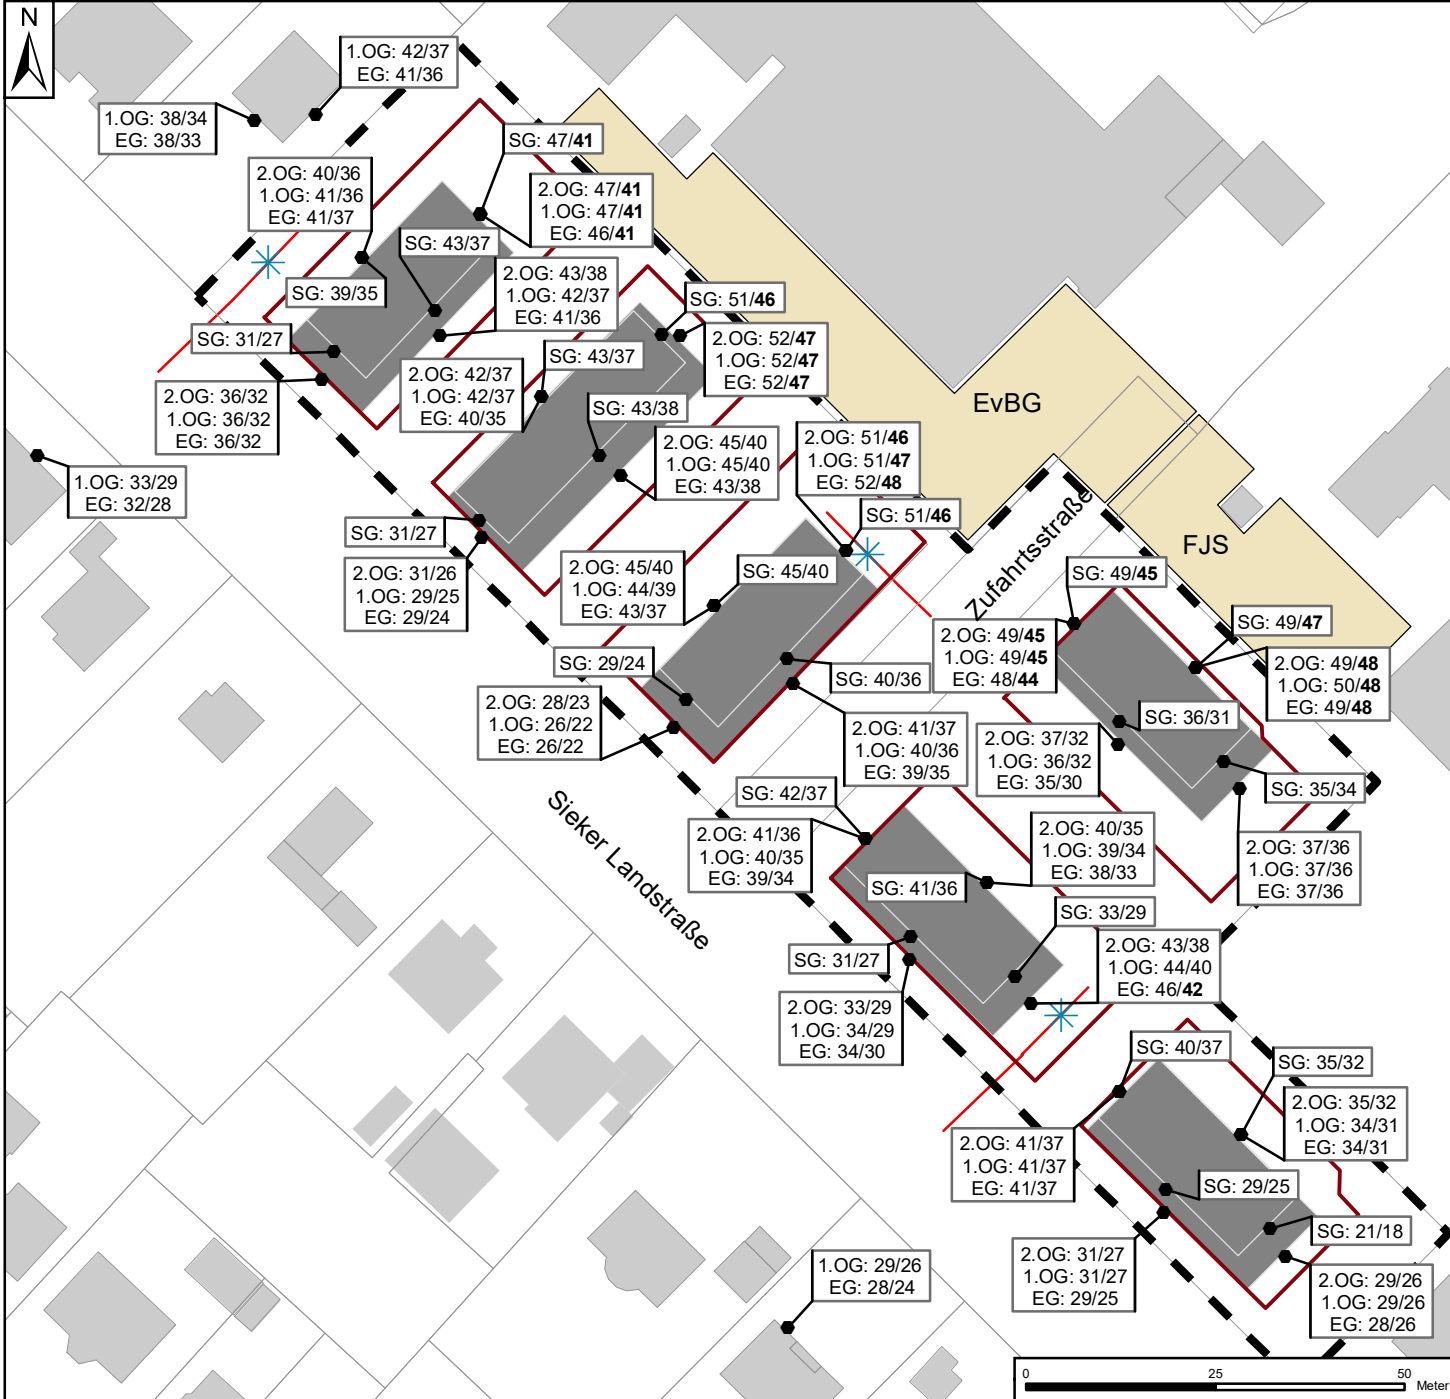 N
1.OG: 42/37
EG: 41/36
1.OG: 38/34
EG: 38/33
SG: 47/41
2.OG: 40/36
1.OG: 41/36
EG: 41/37
2.OG: 47/41
1.OG: 47/41
EG: 46/41
SG: 43/37
SG: 39/35
2.OG: 43/38
1.OG: 42/37
EG: 41/36
SG: 51/46
SG: 31/27
2.OG: 52/47
1.OG: 52/47
EG: 52/47
SG: 43/37
2.OG: 42/37
1.OG: 42/37
EG: 40/35
2.OG: 36/32
1.OG: 36/32
EG: 36/32
SG: 43/38
EvBG
2.OG: 45/40
1.OG: 45/40
EG: 43/38
2.OG: 51/46
1.OG: 51/47
EG: 52/48
1.OG: 33/29
EG: 32/28
SG: 51/46
SG: 31/27
Zufahrtsstraße
FJS
2.OG: 31/26
1.OG: 29/25
EG: 29/24
2.OG: 45/40
1.OG: 44/39
EG: 43/37
SG: 45/40
SG: 49/45
SG: 49/47
2.OG: 49/45
1.OG: 49/45
EG: 48/44
2.OG: 49/48
1.OG: 50/48
EG: 49/48
SG: 29/24
SG: 40/36
2.OG: 28/23
1.OG: 26/22
EG: 26/22
SG: 36/31
2.OG: 41/37
1.OG: 40/36
EG: 39/35
2.OG: 37/32
1.OG: 36/32
EG: 35/30
SG: 35/34
SG: 42/37
Sieker Landstraße
2.OG: 41/36
1.OG: 40/35
EG: 39/34
2.OG: 40/35
1.OG: 39/34
EG: 38/33
2.OG: 37/36
1.OG: 37/36
EG: 37/36
SG: 41/36
SG: 33/29
SG: 31/27
2.OG: 43/38
1.OG: 44/40
EG: 46/42
2.OG: 33/29
1.OG: 34/29
EG: 34/30
SG: 40/37
SG: 35/32
2.OG: 35/32
1.OG: 34/31
EG: 34/31
2.OG: 41/37
1.OG: 41/37
EG: 41/37
SG: 29/25
SG: 21/18
2.OG: 31/27
1.OG: 31/27
EG: 29/25
1.OG: 29/26
EG: 28/24
2.OG: 29/26
1.OG: 29/26
EG: 28/26
0 25 50
Meter